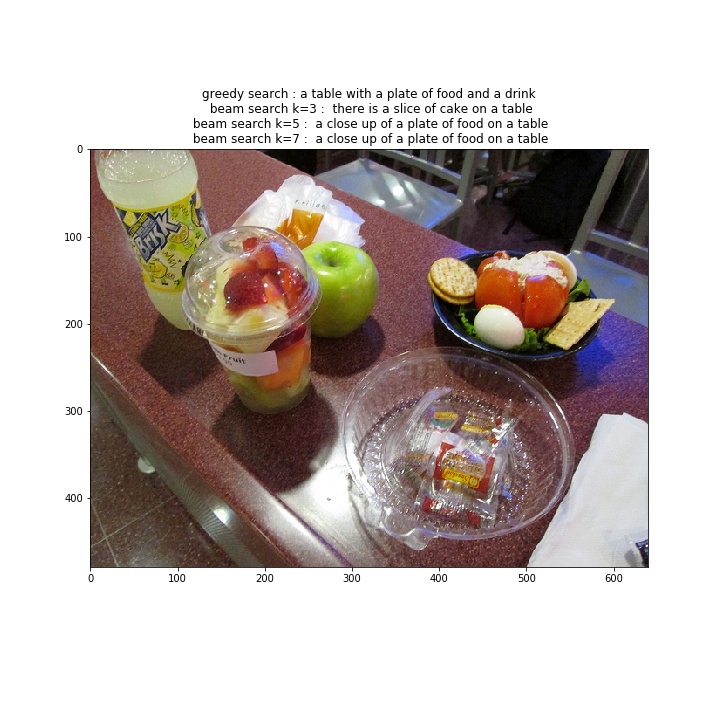 greedy search : a table with a plate of food and a drink
beam search k=3 : there is a slice of cake on a table
beam search k=5 : a close up of a plate of food on a table
beam search k=7 : a close up of a plate of food on a table
0
100
200
300
400
BRISK
Fruit
0 100 200 300 400 500 600